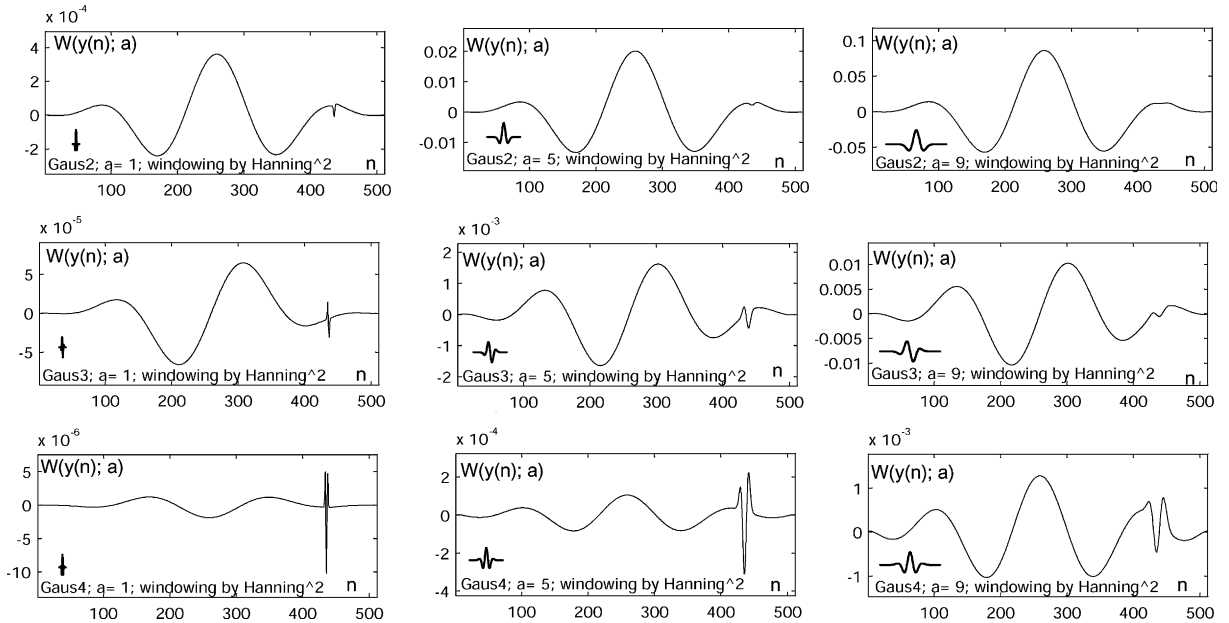 x 10^-4
W(y(n); a)
4
2
0
-2
Gaus2; a= 1; windowing by Hanning^2 n
100 200 300 400 500
W(y(n); a)
0.02
0.01
0
-0.01
Gaus2; a= 5; windowing by Hanning^2 n
100 200 300 400 500
0.1
W(y(n); a)
0.05
0
-0.05
Gaus2; a= 9; windowing by Hanning^2 n
100 200 300 400 500
x 10^-5
W(y(n); a)
5
0
-5
Gaus3; a= 1; windowing by Hanning^2 n
100 200 300 400 500
x 10^-3
2
W(y(n); a)
1
0
-1
-2
Gaus3; a= 5; windowing by Hanning^2 n
100 200 300 400 500
W(y(n); a)
0.01
0.005
0
-0.005
-0.01
Gaus3; a= 9; windowing by Hanning^2 n
100 200 300 400 500
x 10^-6
W(y(n); a)
5
0
-5
-10
Gaus4; a= 1; windowing by Hanning^2 n
100 200 300 400 500
x 10^-4
W(y(n); a)
2
0
-2
-4
Gaus4; a= 5; windowing by Hanning^2 n
100 200 300 400 500
x 10^-3
W(y(n); a)
1
0
-1
Gaus4; a= 9; windowing by Hanning^2 n
100 200 300 400 500